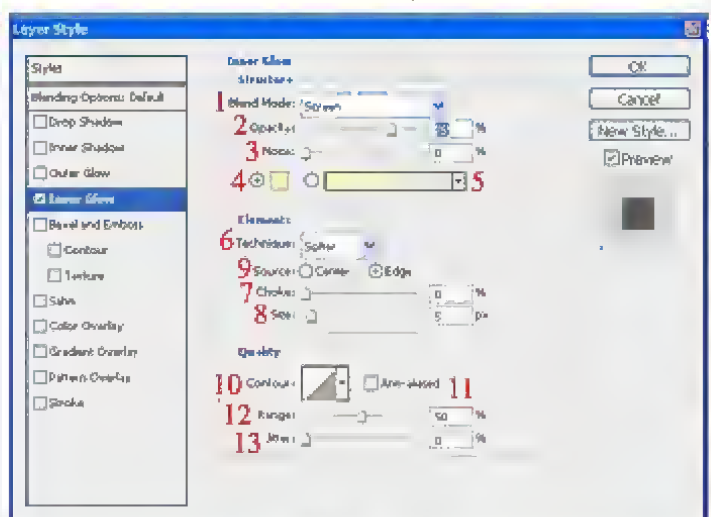 Layer Style
Styles
Blending Options: Default
Drop Shadow
Inner Shadow
Outer Glow
Inner Glow
Bevel and Emboss
Contour
Texture
Satin
Color Overlay
Gradient Overlay
Pattern Overlay
Stroke
Inner Glow
Structure
1 Blend Mode: Screen
2 Opacity: %
3 Noise: 0 %
4 5
Elements
6 Technique: Softer
9 Source: Center Edge
7 Choke: 0 %
8 Size: 5 px
Quality
10 Contour: Anti-aliased 11
12 Range: 50 %
13 Jitter: 0 %
OK
Cancel
New Style...
Preview